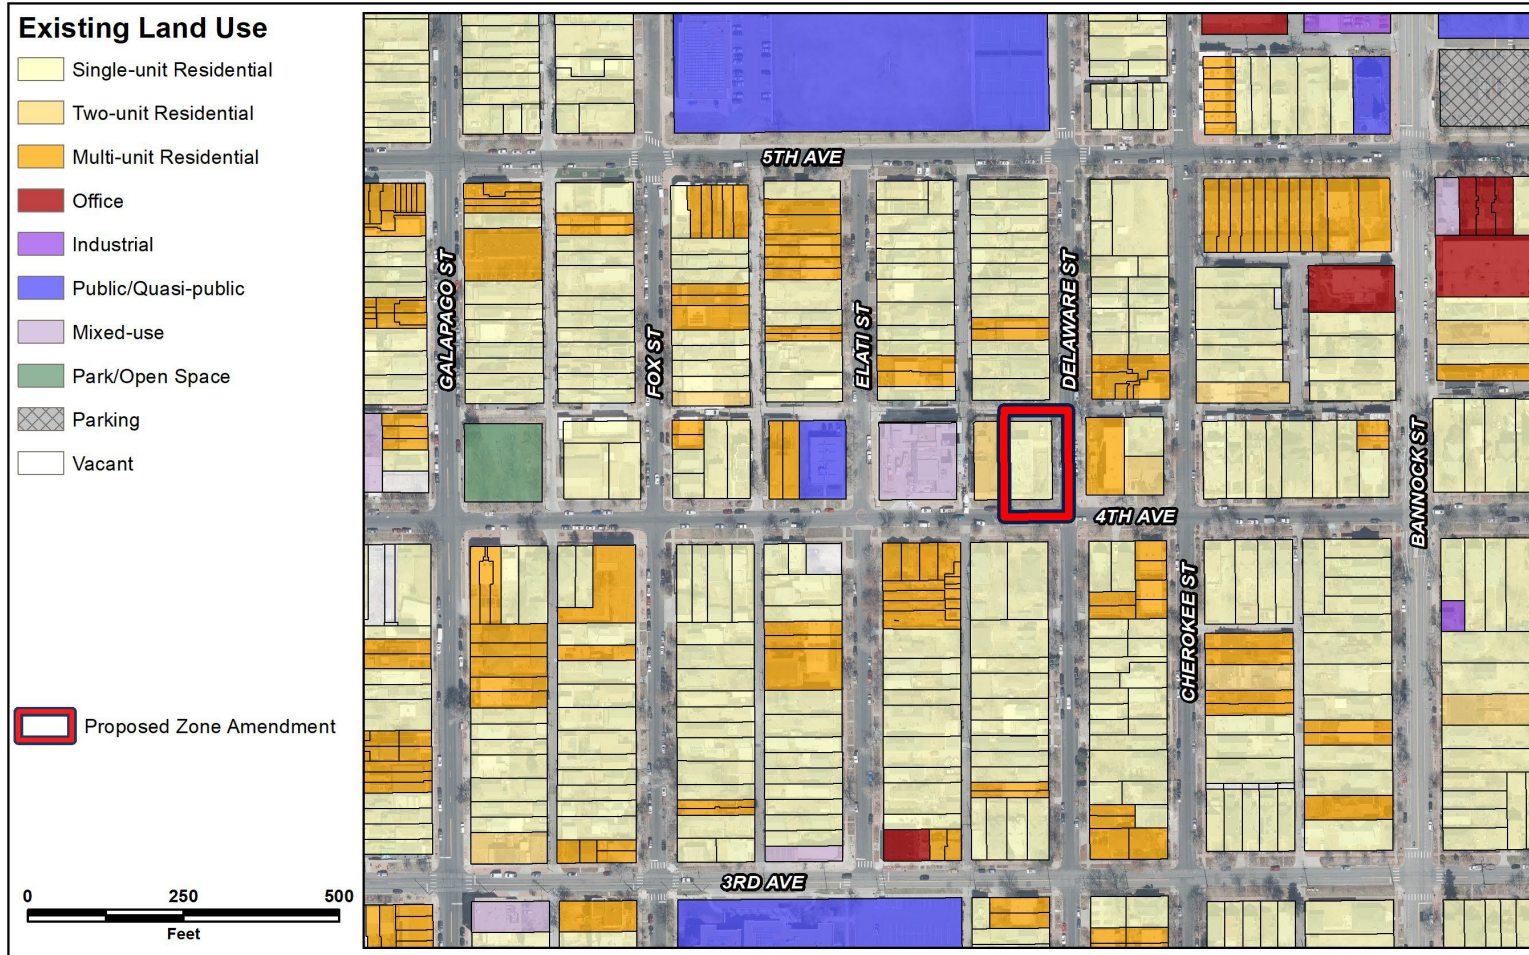 Existing Land Use
Single-unit Residential
Two-unit Residential
Multi-unit Residential
Office
Industrial
Public/Quasi-public
Mixed-use
Park/Open Space
Parking
Vacant
Proposed Zone Amendment
0 250 500
Feet
5TH AVE
GALAPAGO ST
FOX ST
ELATI ST
DELAWARE ST
BANNOCK ST
4TH AVE
CHEROKEE ST
3RD AVE